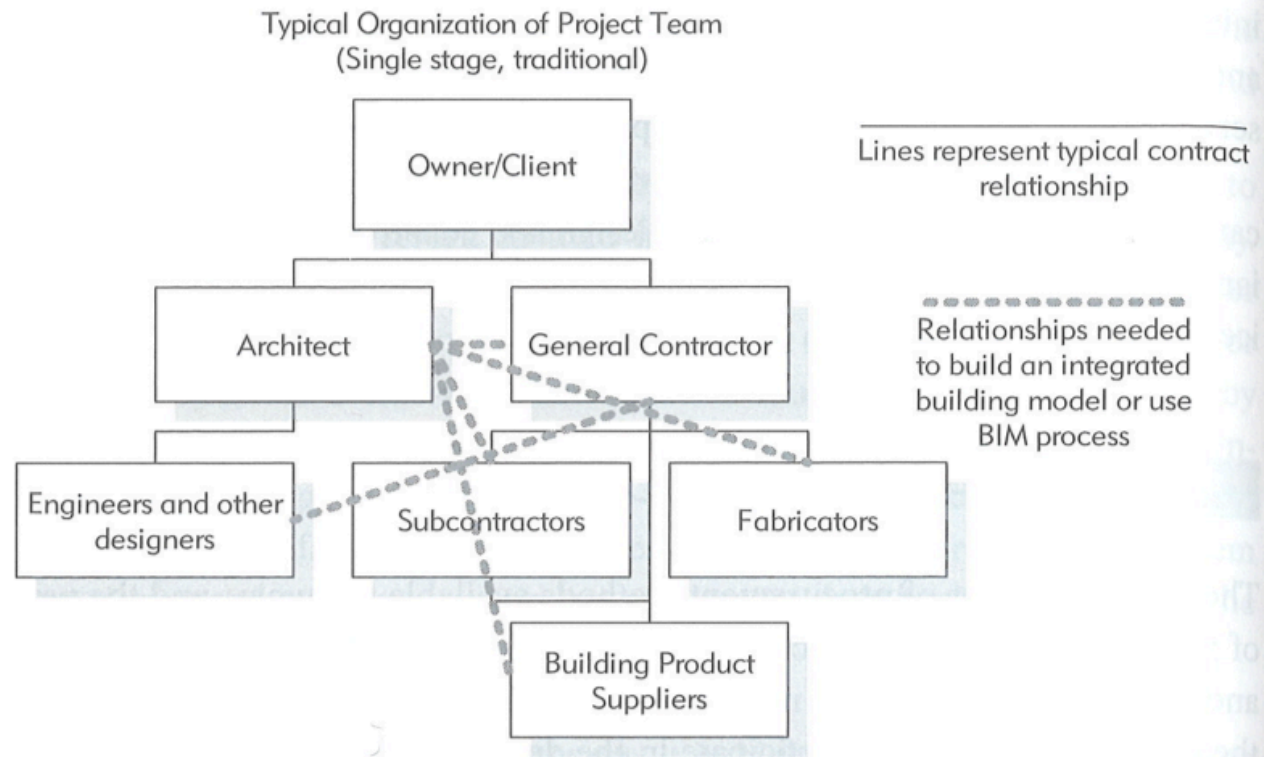 Typical Organization of Project Team
(Single stage, traditional)
Owner/Client
Lines represent typical contract
relationship
Architect
General Contractor
Relationships needed
to build an integrated
building model or use
BIM process
Engineers and other
designers
Subcontractors
Fabricators
Building Product
Suppliers